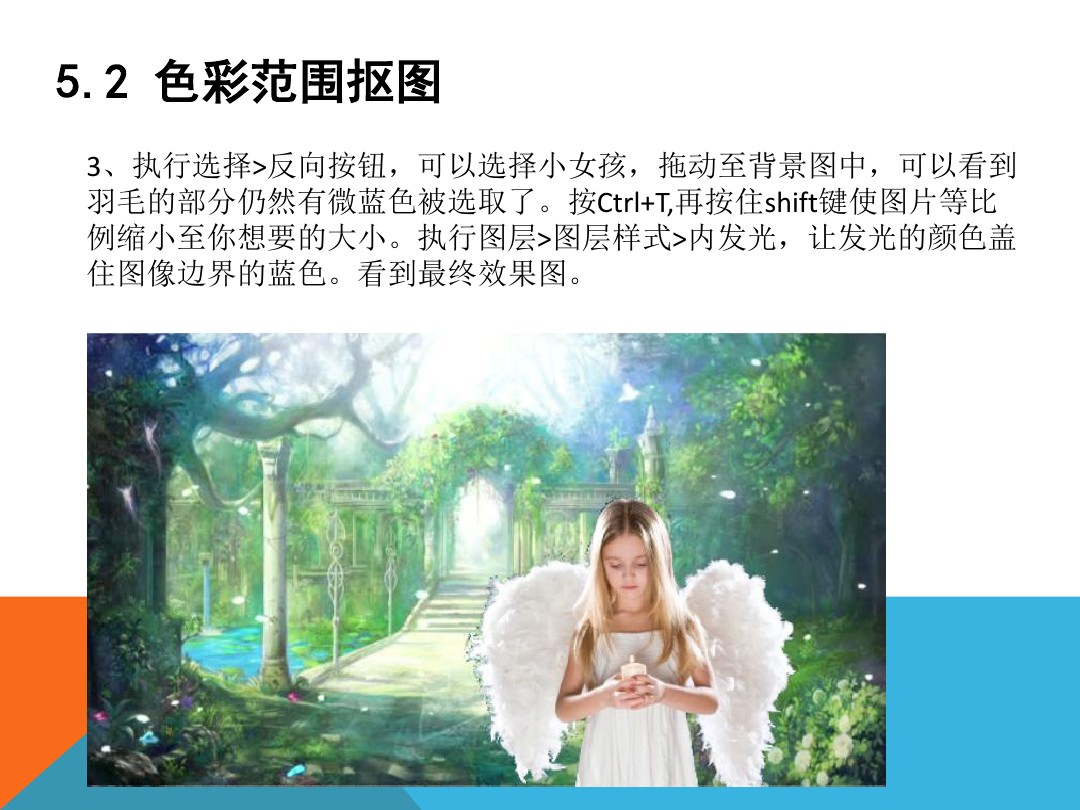 5.2 色彩范围抠图
3、执行选择>反向按钮，可以选择小女孩，拖动至背景图中，可以看到
羽毛的部分仍然有微蓝色被选取了。按Ctrl+T,再按住shift键使图片等比
例缩小至你想要的大小。执行图层>图层样式>内发光，让发光的颜色盖
住图像边界的蓝色。看到最终效果图。